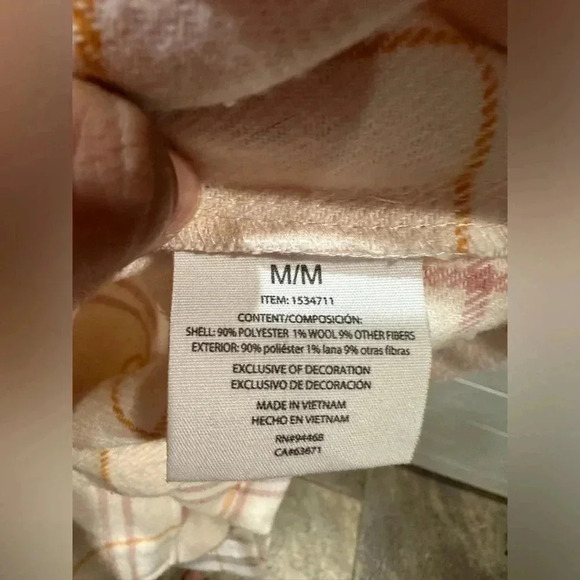 M/M
ITEM: 1534711
CONTENT/COMPOSICIÓN:
SHELL: 90% POLYESTER 1% WOOL 9% OTHER FIBERS
EXTERIOR: 90% poliéster 1% lana 9% otras fibras
EXCLUSIVE OF DECORATION
EXCLUSIVO DE DECORACIÓN
MADE IN VIETNAM
HECHO EN VIETNAM
RN#94468
CA#63671